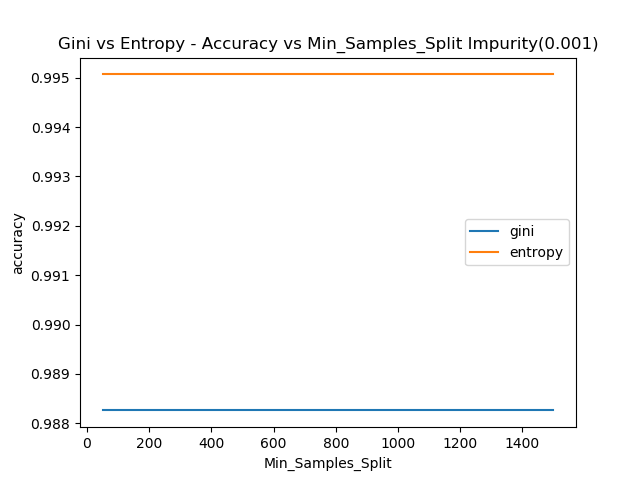 Gini vs Entropy - Accuracy vs Min_Samples_Split Impurity(0.001)
0.995
0.994
0.993
0.992
0.991
0.990
0.989
0.988
accuracy
gini
entropy
0 200 400 600 800 1000 1200 1400
Min_Samples_Split